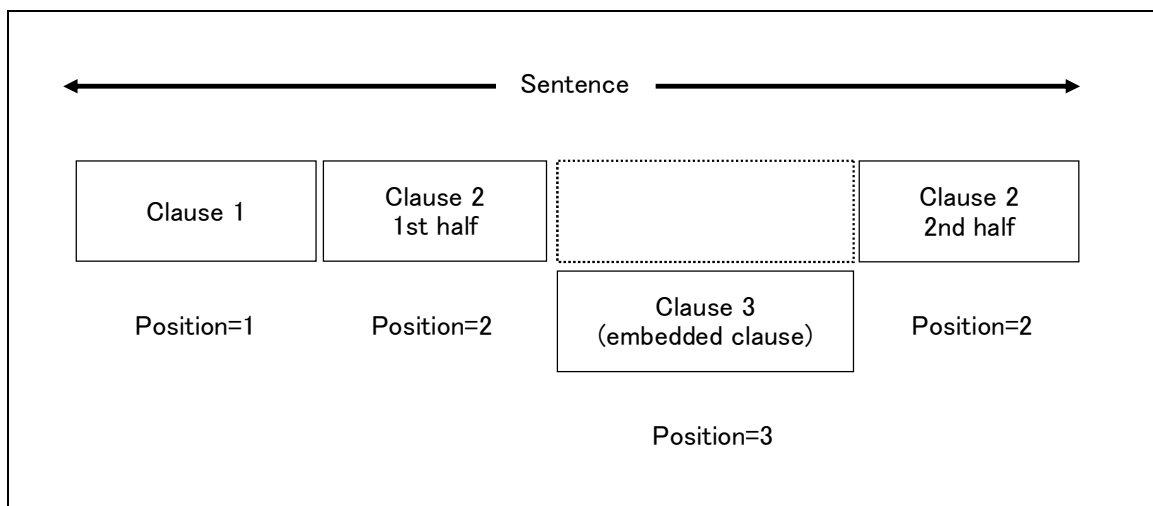 Sentence
Clause 1
Clause 2
1st half
Clause 2
2nd half
Clause 3
(embedded clause)
Position=1
Position=2
Position=2
Position=3